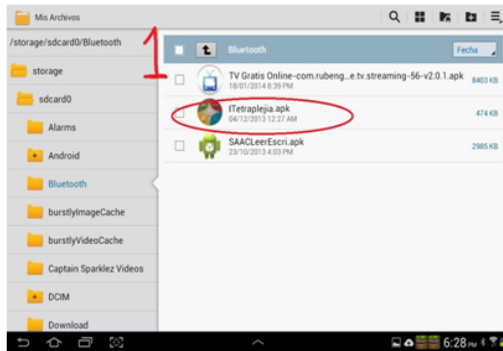 Mis Archivos
/storage/sdcard0/Bluetooth
1
Bluetooth
Fecha
storage
TV Gratis Online-com.rubeng...e.tv.streaming-56-v2.0.1.apk
18/01/2014 8:39 PM
8403 KB
sdcard0
ITetraplejia.apk
04/12/2013 12:27 AM
474 KB
Alarms
SAACLeerEscri.apk
23/10/2013 4:03 PM
2985 KB
Android
Bluetooth
burstlyImageCache
burstlyVideoCache
Captain Sparklez Videos
DCIM
Download
6:28 PM